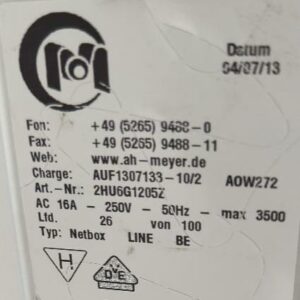 Datum
04/07/13
Fon: +49 (5265) 9488-0
Fax: +49 (5265) 9488-11
Web: www.ah-meyer.de
Charge: AUF1307133-10/2 AOW272
Art.-Nr.: 2HU6G1205Z
AC 16A - 250V - 50Hz - max 3500
Lfd. 26 von 100
Typ: Netbox LINE BE
H
VDE